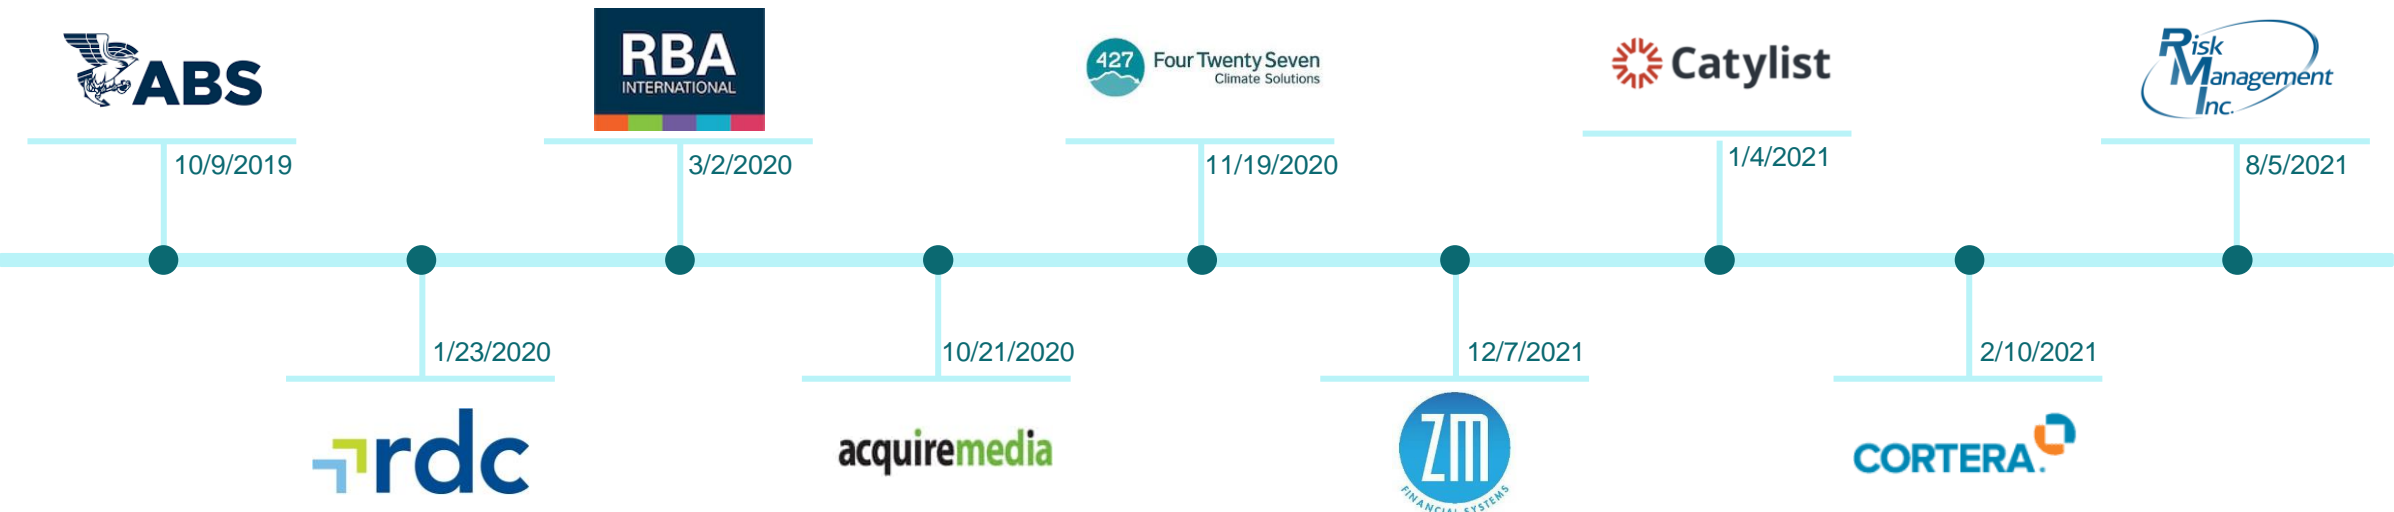 ABS
10/9/2019
rdc
1/23/2020
RBA
INTERNATIONAL
3/2/2020
acquiremedia
10/21/2020
427
Four Twenty Seven
Climate Solutions
11/19/2020
12/7/2021
ZM
FINANCIAL SYSTEMS
Catylist
1/4/2021
2/10/2021
CORTERA.
Risk
Management
Inc.
8/5/2021